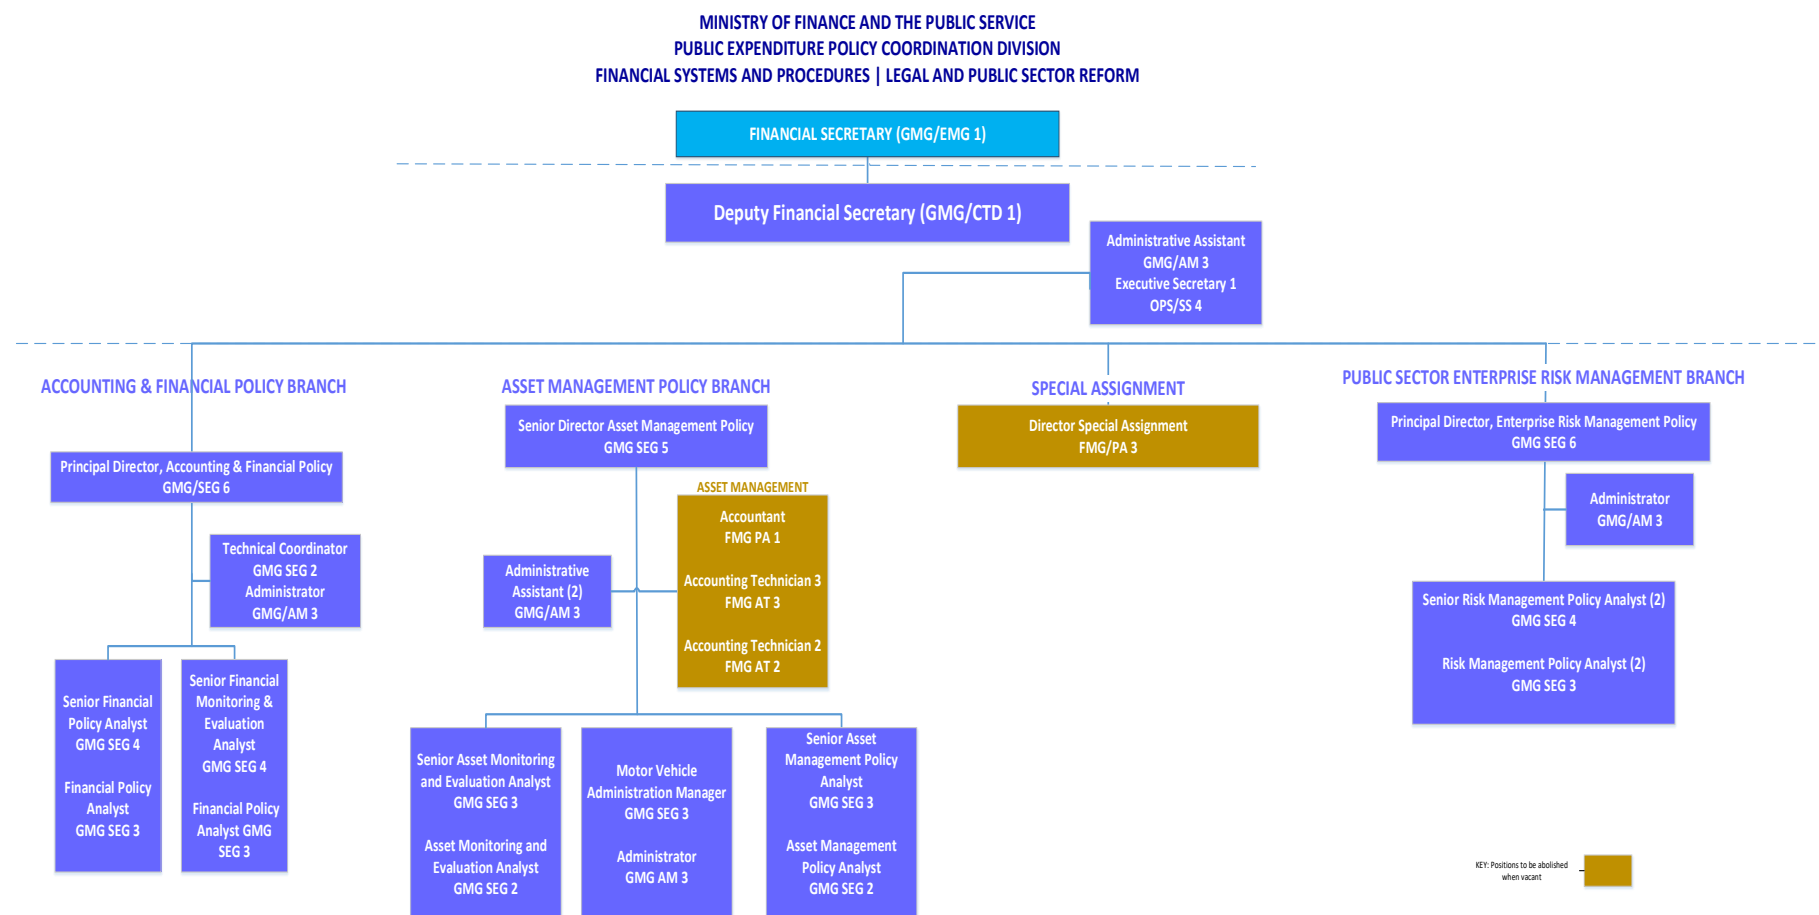 MINISTRY OF FINANCE AND THE PUBLIC SERVICE
PUBLIC EXPENDITURE POLICY COORDINATION DIVISION
FINANCIAL SYSTEMS AND PROCEDURES | LEGAL AND PUBLIC SECTOR REFORM
FINANCIAL SECRETARY (GMG/EMG 1)
Deputy Financial Secretary (GMG/CTD 1)
Administrative Assistant
GMG/AM 3
Executive Secretary 1
OPS/SS 4
ACCOUNTING & FINANCIAL POLICY BRANCH
Principal Director, Accounting & Financial Policy
GMG/SEG 6
Technical Coordinator
GMG SEG 2
Administrator
GMG/AM 3
Senior Financial
Policy Analyst
GMG SEG 4
Financial Policy
Analyst
GMG SEG 3
Senior Financial
Monitoring &
Evaluation
Analyst
GMG SEG 4
Financial Policy
Analyst GMG
SEG 3
ASSET MANAGEMENT POLICY BRANCH
Senior Director Asset Management Policy
GMG SEG 5
Administrative
Assistant (2)
GMG/AM 3
ASSET MANAGEMENT
Accountant
FMG PA 1
Accounting Technician 3
FMG AT 3
Accounting Technician 2
FMG AT 2
Senior Asset Monitoring
and Evaluation Analyst
GMG SEG 3
Asset Monitoring and
Evaluation Analyst
GMG SEG 2
Motor Vehicle
Administration Manager
GMG SEG 3
Administrator
GMG AM 3
Senior Asset
Management Policy
Analyst
GMG SEG 3
Asset Management
Policy Analyst
GMG SEG 2
SPECIAL ASSIGNMENT
Director Special Assignment
FMG/PA 3
PUBLIC SECTOR ENTERPRISE RISK MANAGEMENT BRANCH
Principal Director, Enterprise Risk Management Policy
GMG SEG 6
Administrator
GMG/AM 3
Senior Risk Management Policy Analyst (2)
GMG SEG 4
Risk Management Policy Analyst (2)
GMG SEG 3
KEY: Positions to be abolished
when vacant